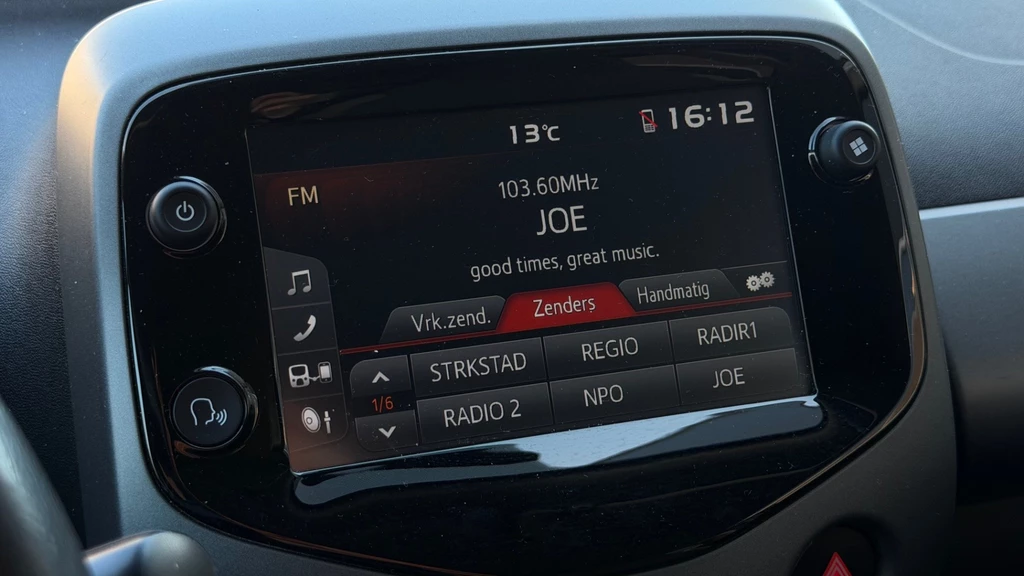 13°C
16:12
FM
103.60MHz
JOE
good times, great music.
Vrk.zend.
Zenders
Handmatig
STRKSTAD
REGIO
RADIR1
1/6
RADIO 2
NPO
JOE